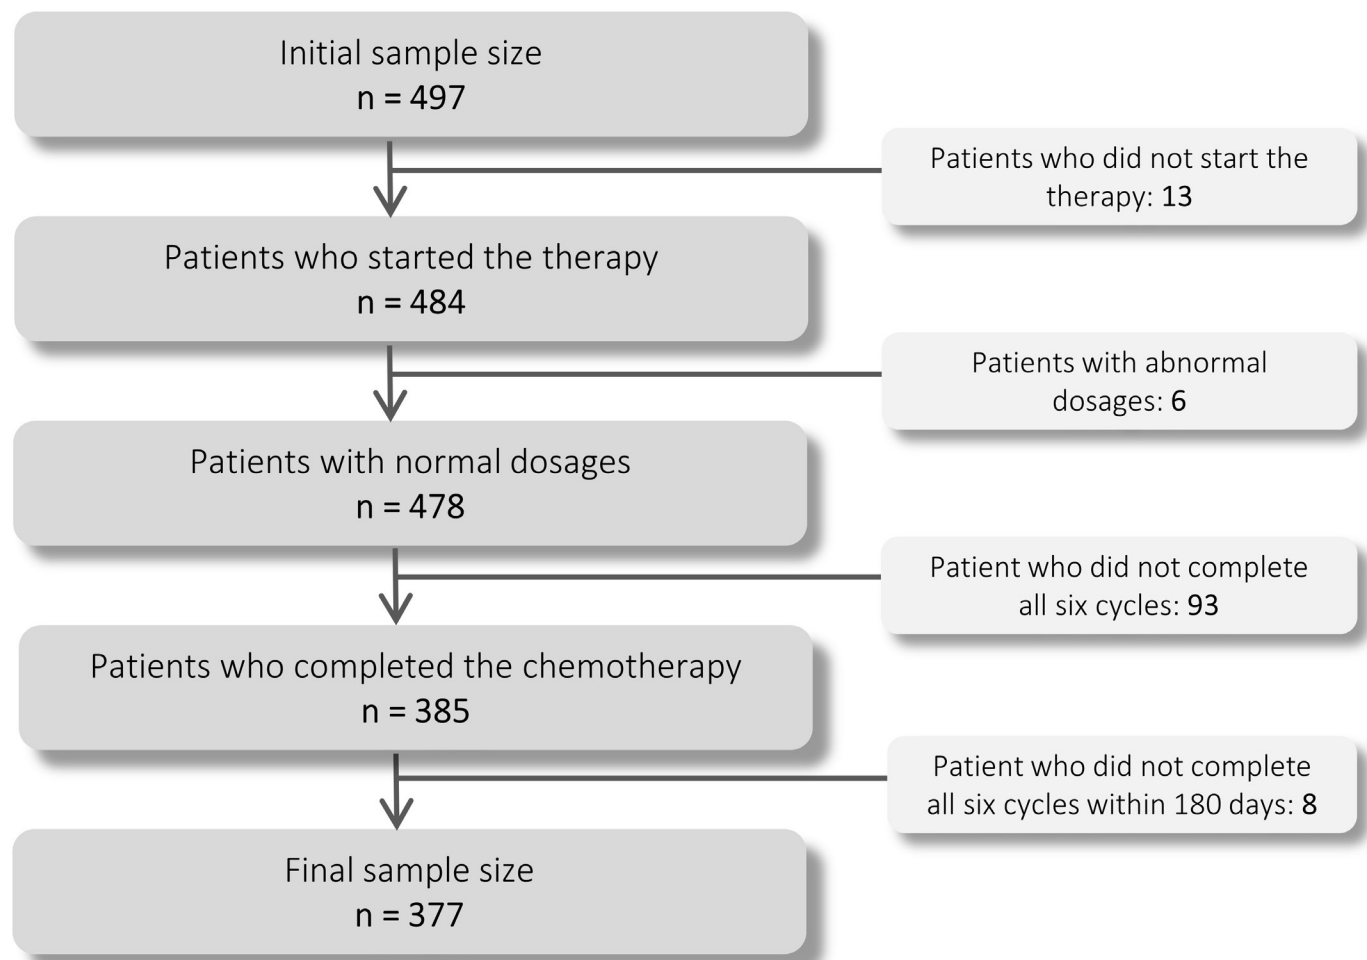 Initial sample size
n = 497
Patients who did not start the
therapy: 13
Patients who started the therapy
n = 484
Patients with abnormal
dosages: 6
Patients with normal dosages
n = 478
Patient who did not complete
all six cycles: 93
Patients who completed the chemotherapy
n = 385
Patient who did not complete
all six cycles within 180 days: 8
Final sample size
n = 377